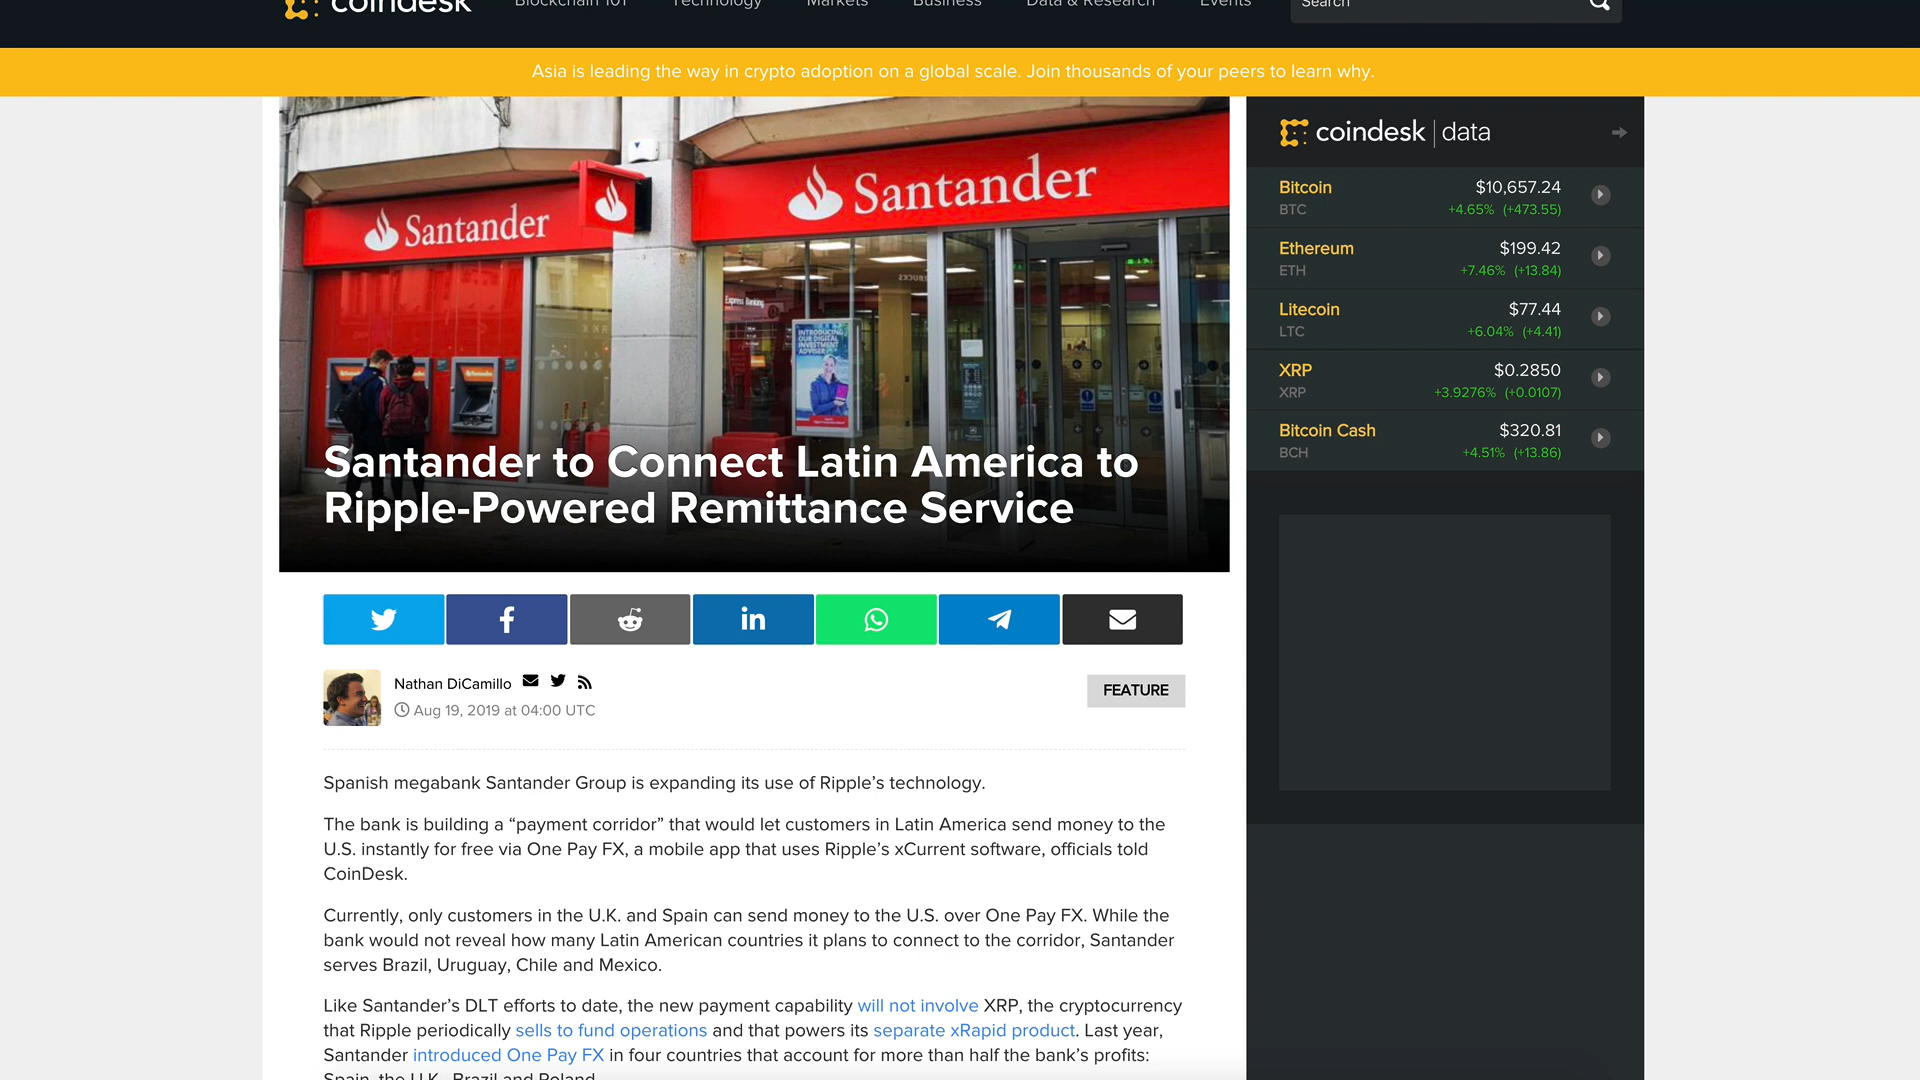 coindesk
Blockchain 101
Technology
Markets
Business
Data & Research
Events
Search
Asia is leading the way in crypto adoption on a global scale. Join thousands of your peers to learn why.
Santander
Santander
Express Banking
INTRODUCING
OUR DIGITAL
INVESTMENT
ADVISER
Santander to Connect Latin America to
Ripple-Powered Remittance Service
Nathan DiCamillo
Aug 19, 2019 at 04:00 UTC
FEATURE
Spanish megabank Santander Group is expanding its use of Ripple’s technology.
The bank is building a “payment corridor” that would let customers in Latin America send money to the
U.S. instantly for free via One Pay FX, a mobile app that uses Ripple’s xCurrent software, officials told
CoinDesk.
Currently, only customers in the U.K. and Spain can send money to the U.S. over One Pay FX. While the
bank would not reveal how many Latin American countries it plans to connect to the corridor, Santander
serves Brazil, Uruguay, Chile and Mexico.
Like Santander’s DLT efforts to date, the new payment capability will not involve XRP, the cryptocurrency
that Ripple periodically sells to fund operations and that powers its separate xRapid product. Last year,
Santander introduced One Pay FX in four countries that account for more than half the bank’s profits:
Spain, the U.K., Brazil and Poland.
coindesk | data
Bitcoin $10,657.24
BTC +4.65% (+473.55)
Ethereum $199.42
ETH +7.46% (+13.84)
Litecoin $77.44
LTC +6.04% (+4.41)
XRP $0.2850
XRP +3.9276% (+0.0107)
Bitcoin Cash $320.81
BCH +4.51% (+13.86)